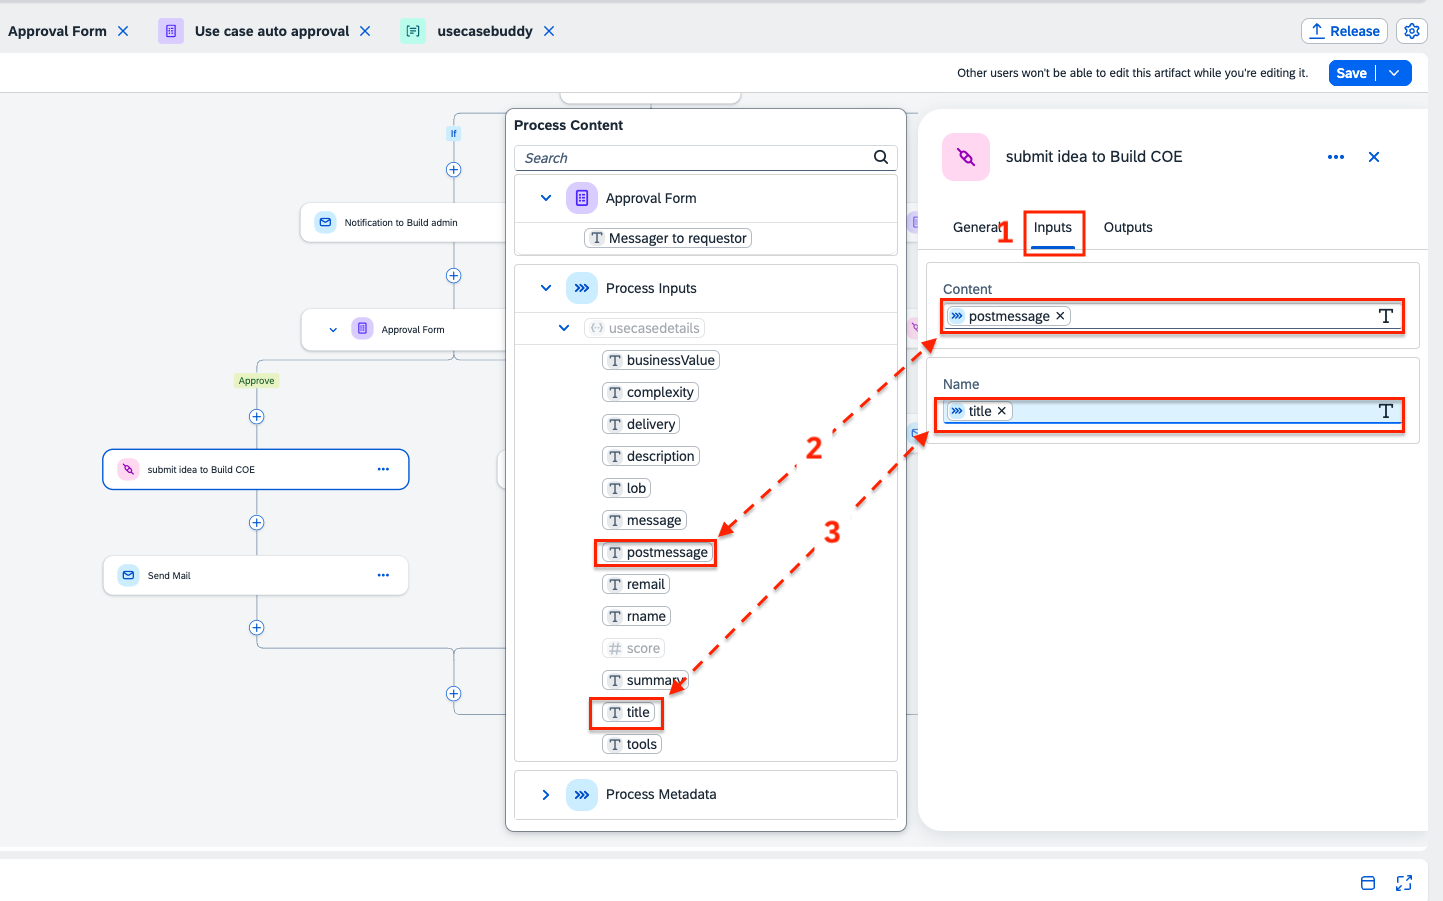 Approval Form
Use case auto approval
usecasebuddy
Release
Other users won't be able to edit this artifact while you're editing it.
Save
If
Notification to Build admin
Approval Form
Approve
submit idea to Build COE
Send Mail
Process Content
Search
Approval Form
Messager to requestor
Process Inputs
usecasedetails
businessValue
complexity
delivery
description
lob
message
postmessage
remail
rname
score
summary
title
tools
Process Metadata
submit idea to Build COE
General
1
Inputs
Outputs
Content
postmessage
Name
title
2
3